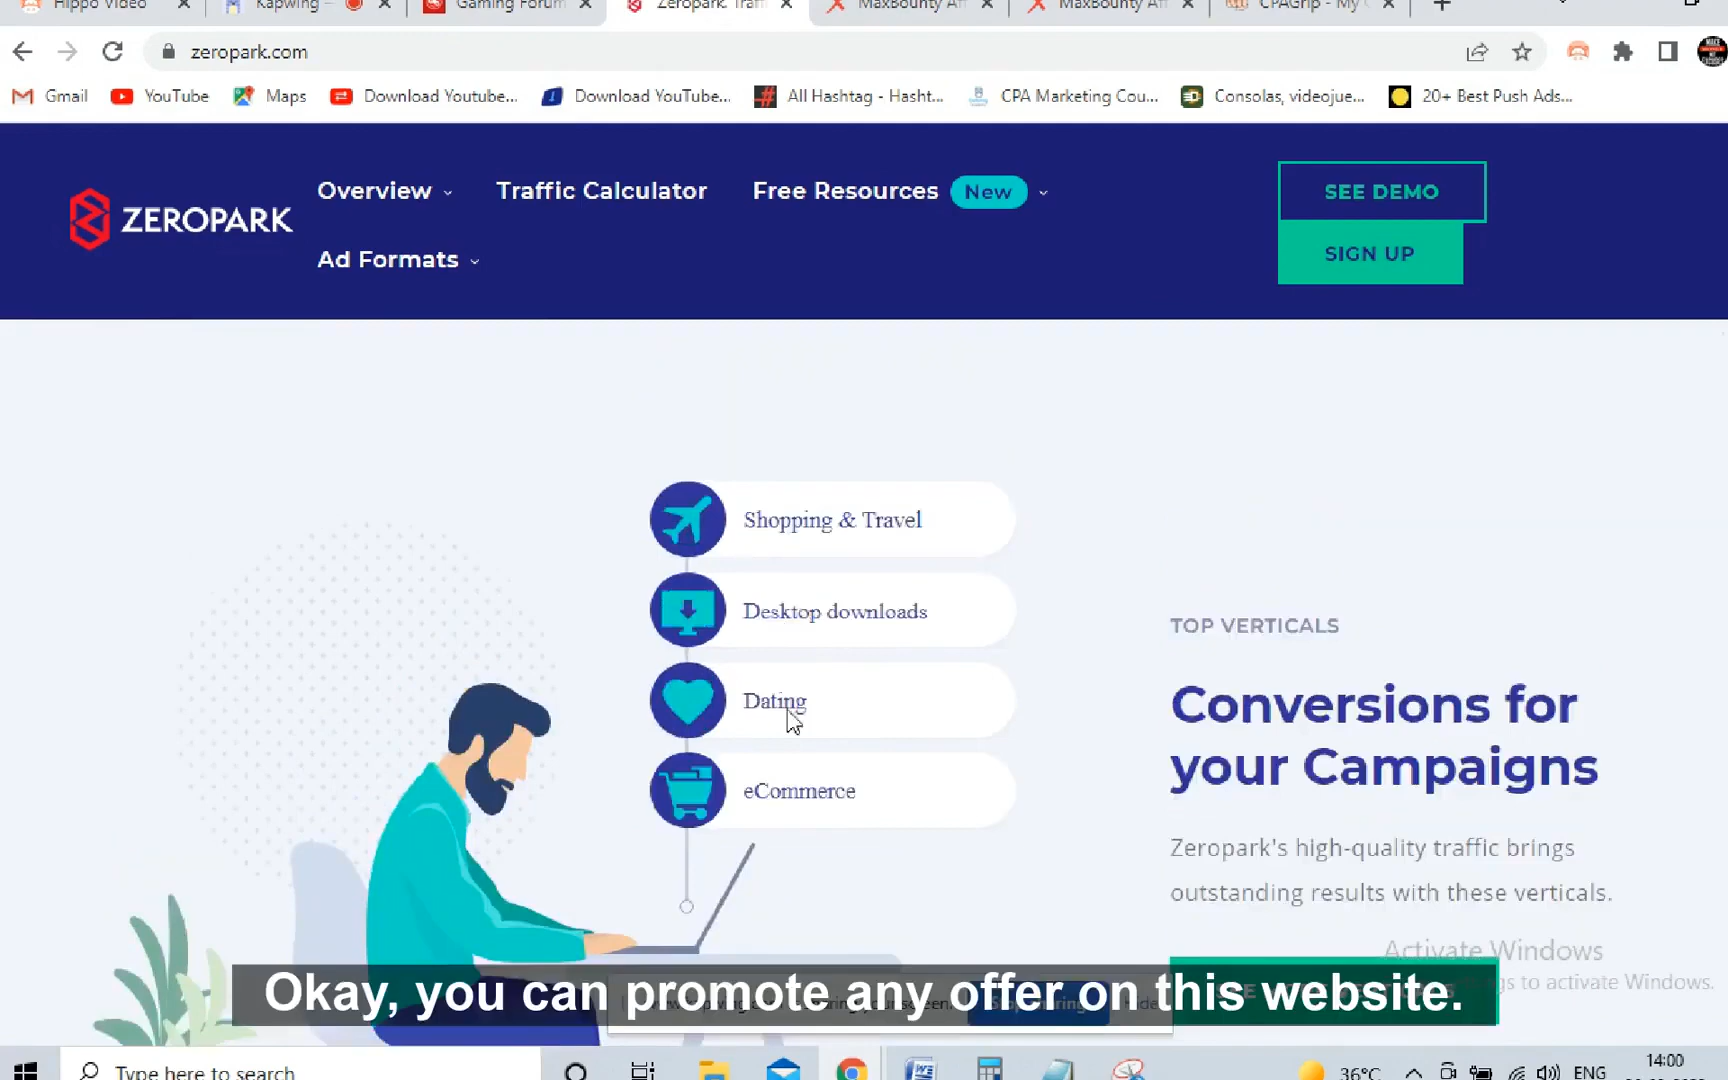 Hippo Video
Kapwing –
Gaming Forum
Zeropark. Traf
MaxBounty Af
MaxBounty Af
CPAGrip - My
zeropark.com
Gmail
YouTube
Maps
Download Youtube...
Download YouTube...
All Hashtag - Hasht...
CPA Marketing Cou...
Consolas, videojue...
20+ Best Push Ads...
ZEROPARK
Overview
Traffic Calculator
Free Resources
New
Ad Formats
SEE DEMO
SIGN UP
Shopping & Travel
Desktop downloads
Dating
eCommerce
TOP VERTICALS
Conversions for
your Campaigns
Zeropark's high-quality traffic brings
outstanding results with these verticals.
Activate Windows
gs to activate Windows.
Okay, you can promote any offer on this website.
Type here to search
36°C
ENG
14:00